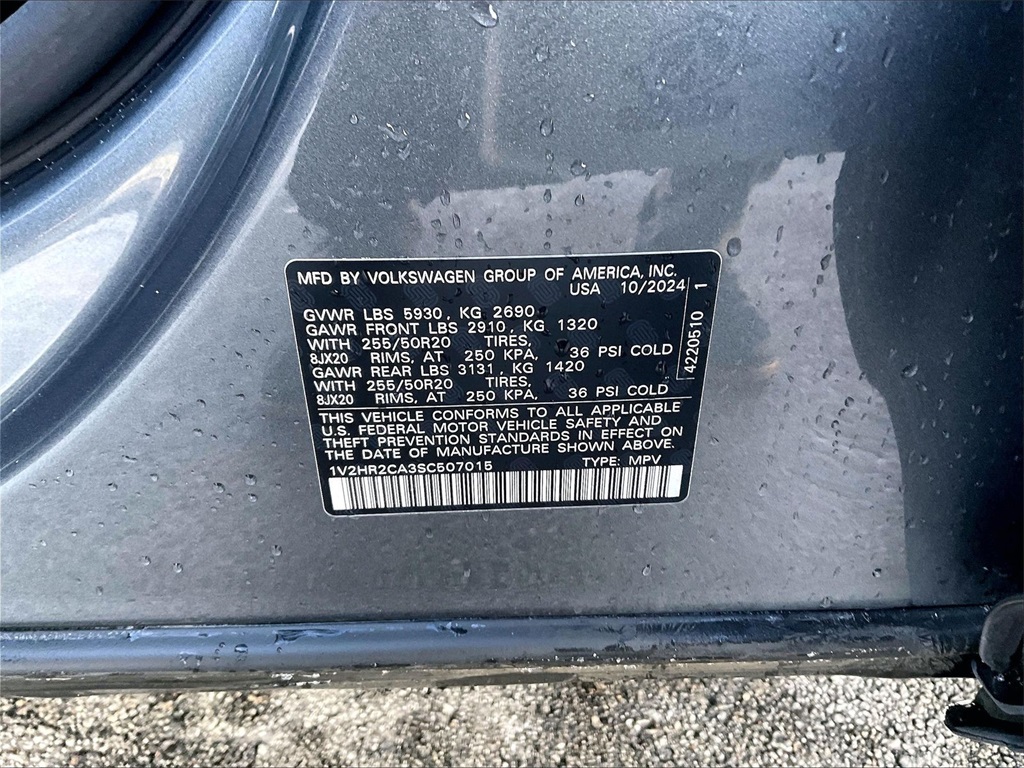 MFD BY VOLKSWAGEN GROUP OF AMERICA, INC.
USA 10/2024
GVWR LBS 5930, KG 2690
GAWR FRONT LBS 2910, KG 1320
WITH 255/50R20 TIRES,
8JX20 RIMS, AT 250 KPA, 36 PSI COLD
GAWR REAR LBS 3131, KG 1420
WITH 255/50R20 TIRES,
8JX20 RIMS, AT 250 KPA, 36 PSI COLD
4220510 1
THIS VEHICLE CONFORMS TO ALL APPLICABLE
U.S. FEDERAL MOTOR VEHICLE SAFETY AND
THEFT PREVENTION STANDARDS IN EFFECT ON
THE DATE OF MANUFACTURE SHOWN ABOVE.
1V2HR2CA3SC507015 TYPE: MPV